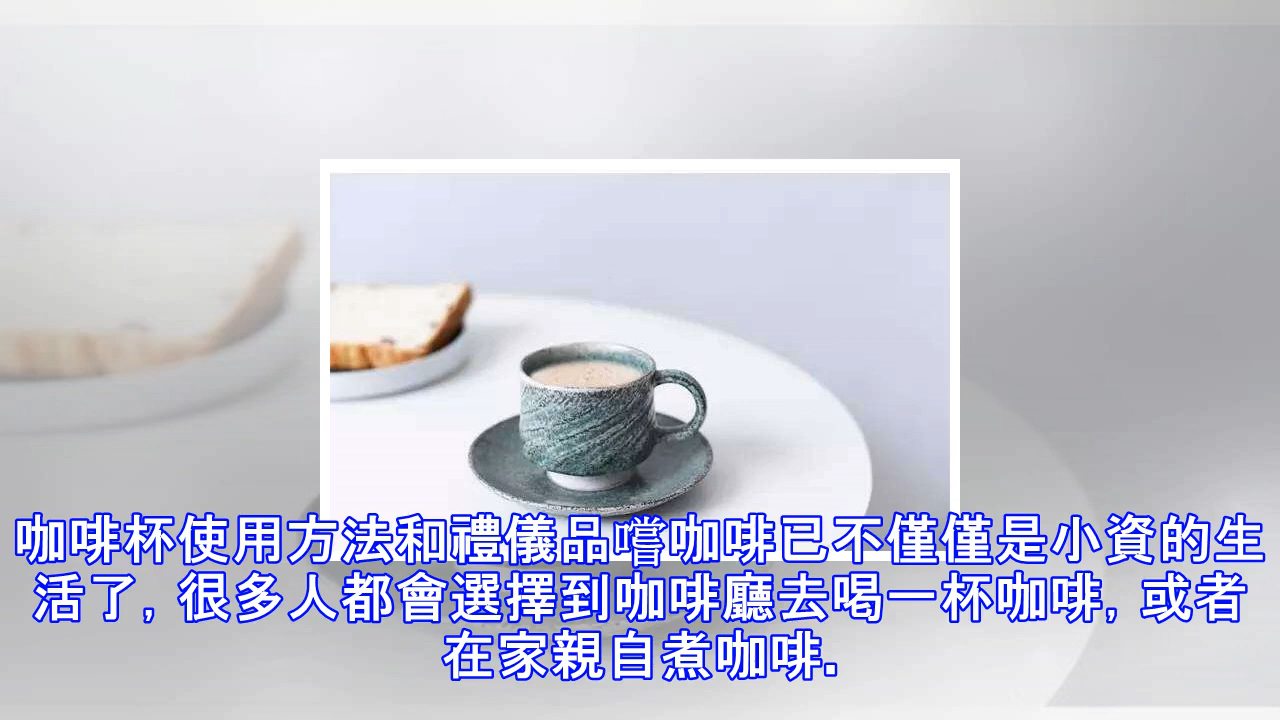 咖啡杯使用方法和禮儀品嚐咖啡已不僅僅是小資的生
活了, 很多人都會選擇到咖啡廳去喝一杯咖啡, 或者
在家親自煮咖啡.